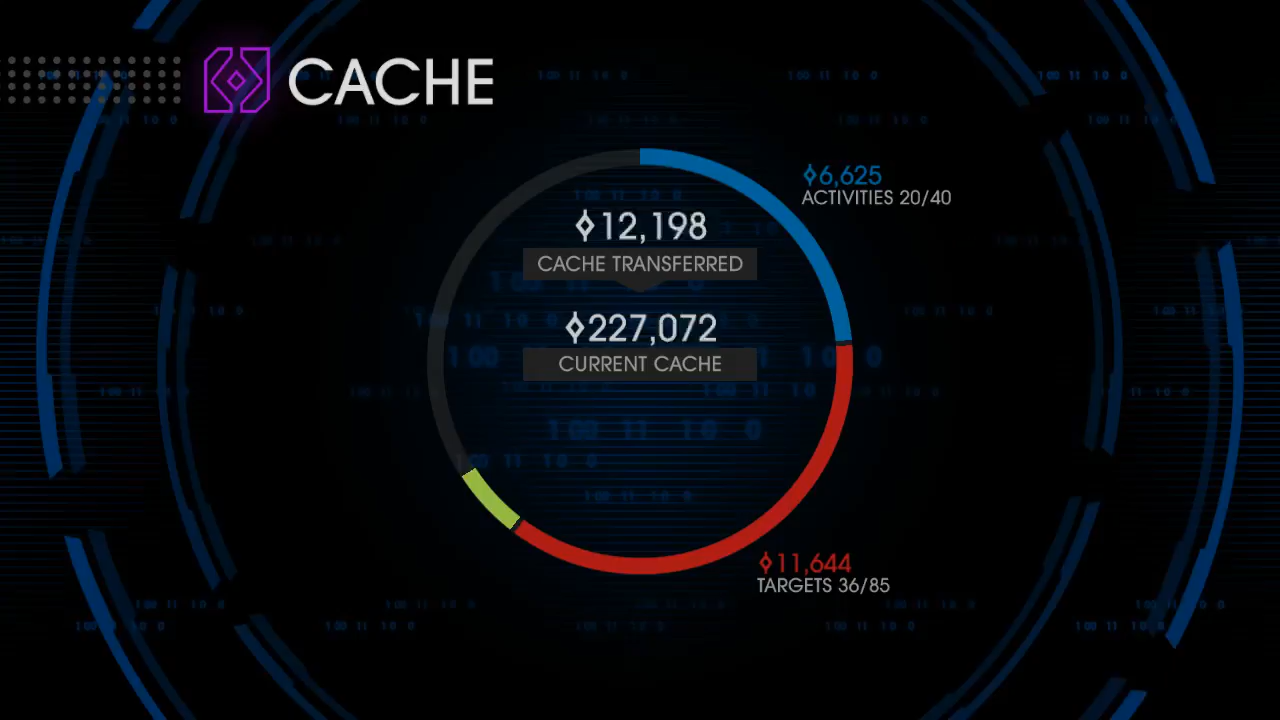 CACHE
6,625
ACTIVITIES 20/40
12,198
CACHE TRANSFERRED
227,072
CURRENT CACHE
11,644
TARGETS 36/85